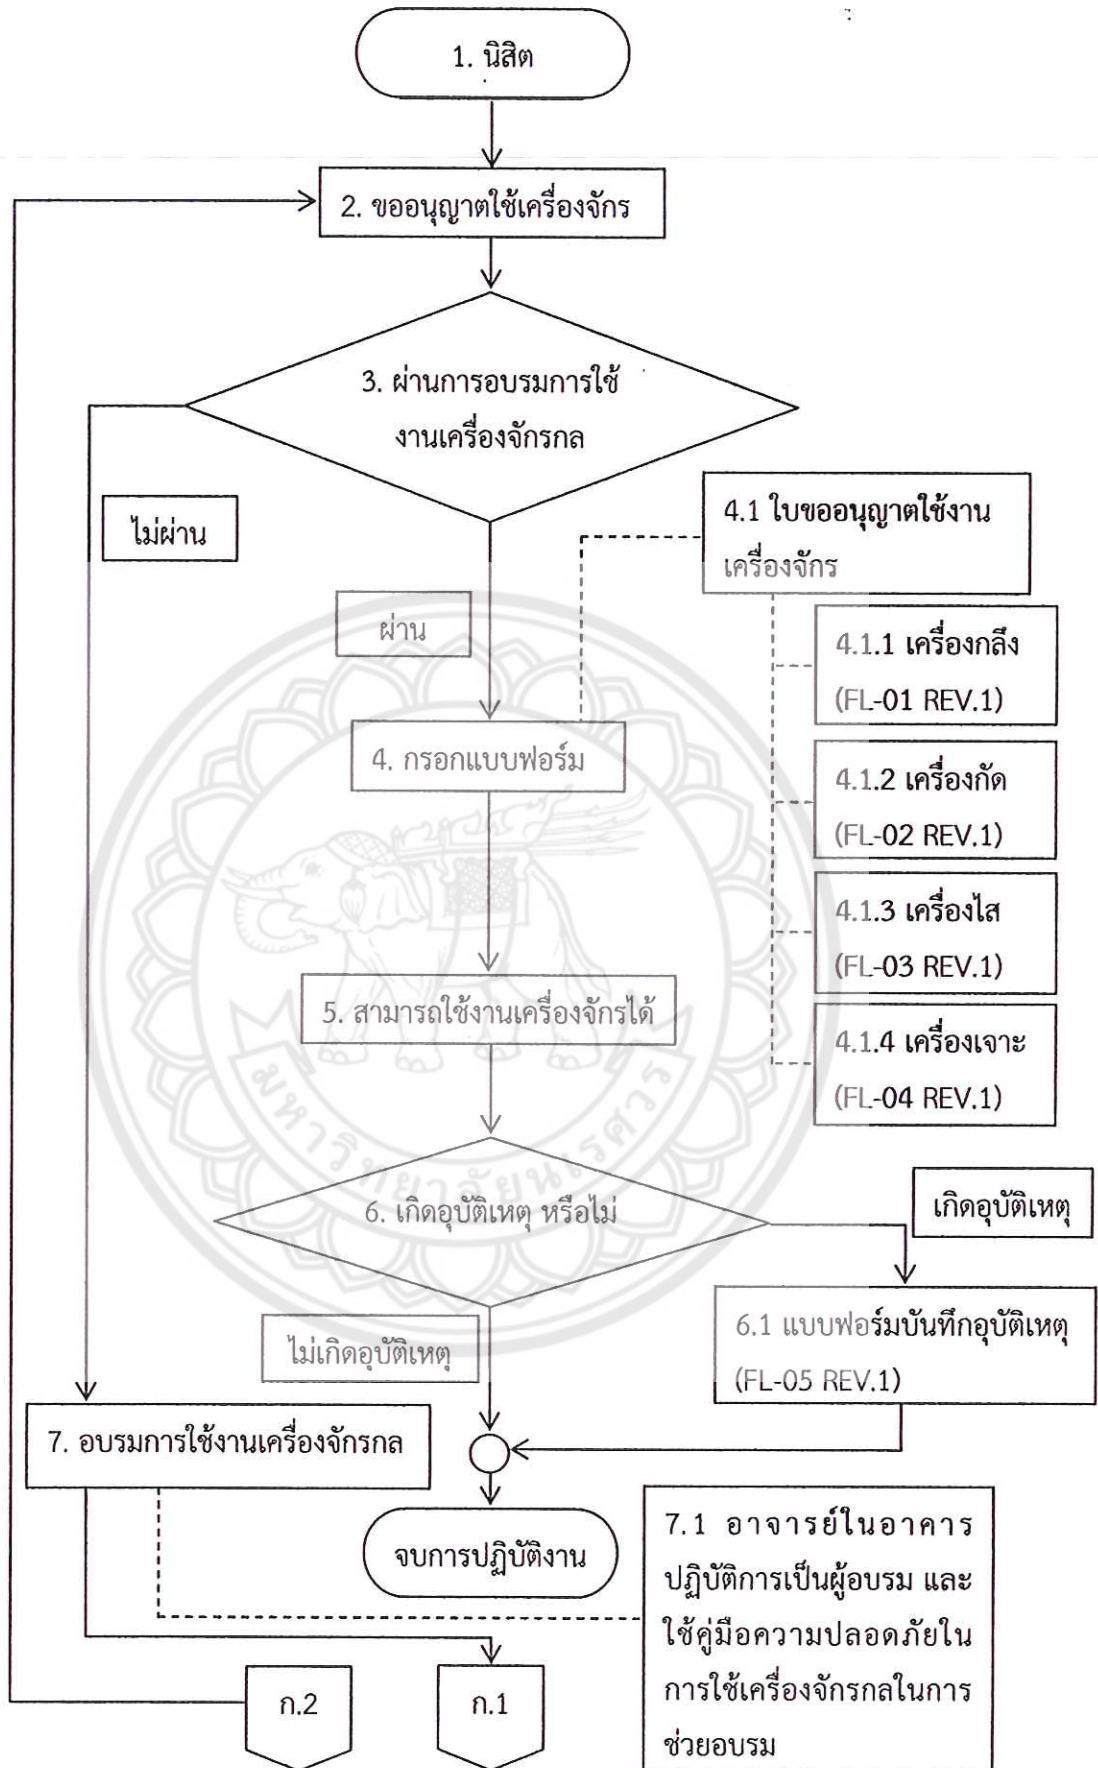 1. นิสิต
2. ขออนุญาตใช้เครื่องจักร
3. ผ่านการอบรมการใช้
งานเครื่องจักรกล
ไม่ผ่าน
ผ่าน
4.1 ใบขออนุญาตใช้งาน
เครื่องจักร
4.1.1 เครื่องกลึง
(FL-01 REV.1)
4. กรอกแบบฟอร์ม
4.1.2 เครื่องกัด
(FL-02 REV.1)
4.1.3 เครื่องไส
(FL-03 REV.1)
5. สามารถใช้งานเครื่องจักรได้
4.1.4 เครื่องเจาะ
(FL-04 REV.1)
มหาวิทยาลัยนเรศวร
6. เกิดอุบัติเหตุ หรือไม่
เกิดอุบัติเหตุ
6.1 แบบฟอร์มบันทึกอุบัติเหตุ
(FL-05 REV.1)
ไม่เกิดอุบัติเหตุ
7. อบรมการใช้งานเครื่องจักรกล
จบการปฏิบัติงาน
7.1 อาจารย์ในอาคาร
ปฏิบัติการเป็นผู้อบรม และ
ใช้คู่มือความปลอดภัยใน
การใช้เครื่องจักรกลในการ
ช่วยอบรม
ก.2
ก.1